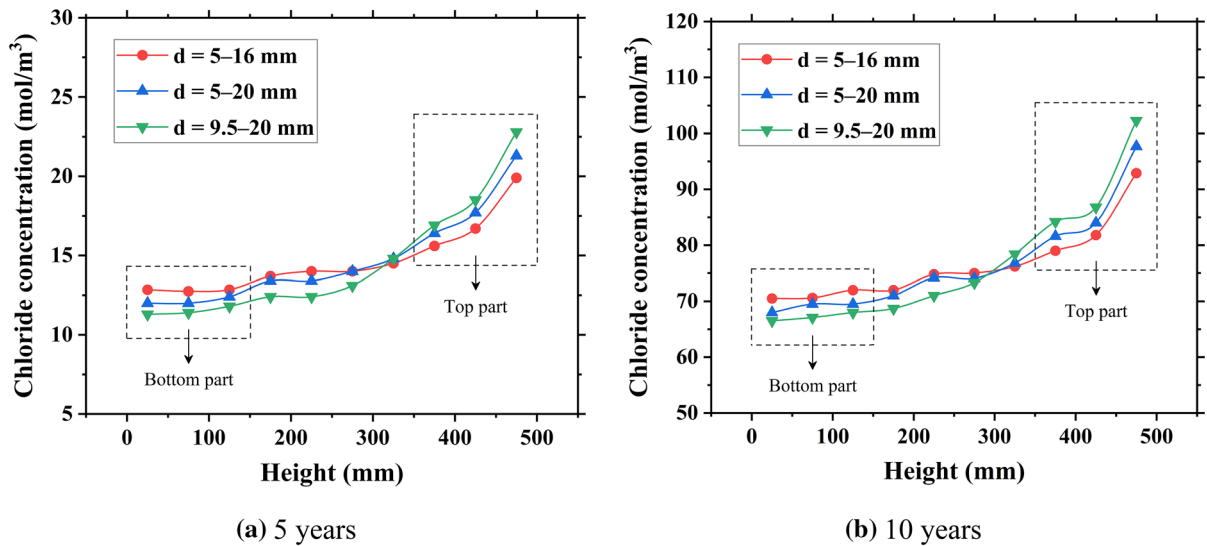 30
25
20
15
10
5
Chloride concentration (mol/m³)
d = 5–16 mm
d = 5–20 mm
d = 9.5–20 mm
Top part
Bottom part
0 100 200 300 400 500
Height (mm)
(a) 5 years
120
110
100
90
80
70
60
50
Chloride concentration (mol/m³)
d = 5–16 mm
d = 5–20 mm
d = 9.5–20 mm
Top part
Bottom part
0 100 200 300 400 500
Height (mm)
(b) 10 years